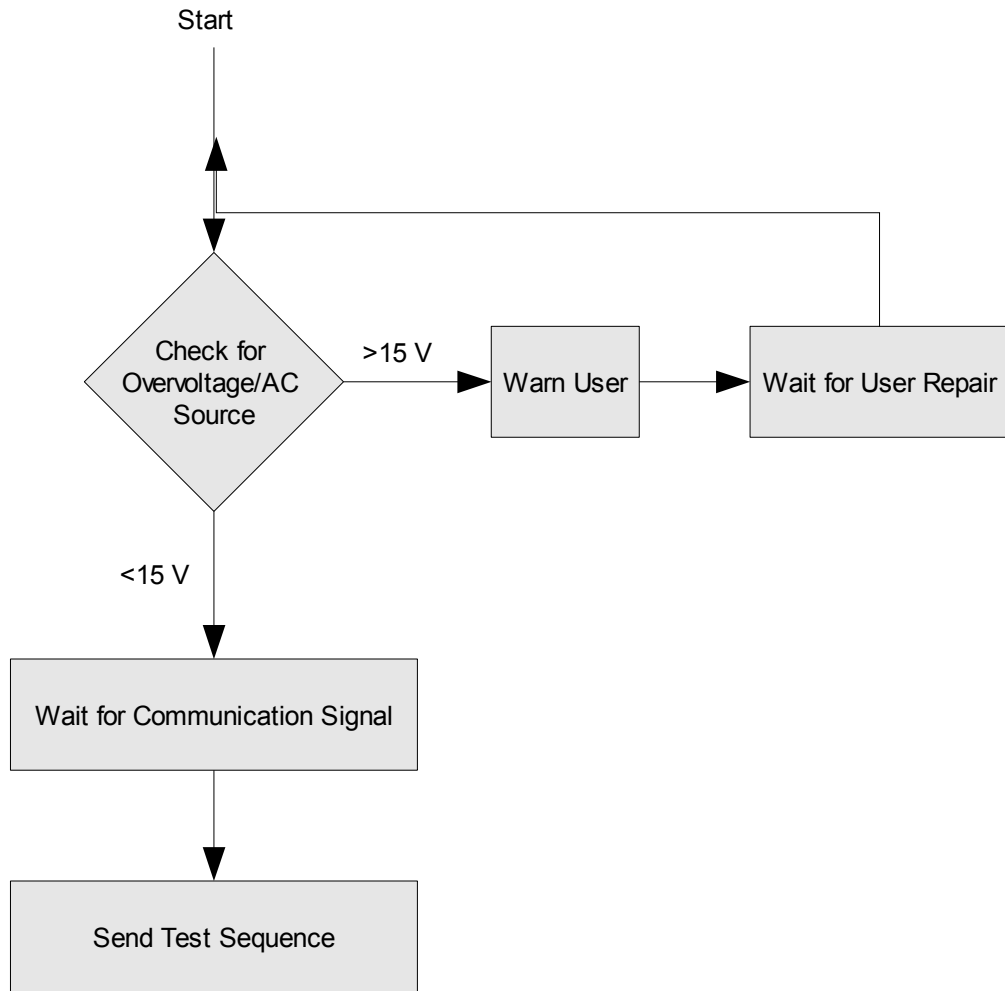 Start
Check for
Overvoltage/AC
Source
>15 V
Warn User
Wait for User Repair
<15 V
Wait for Communication Signal
Send Test Sequence